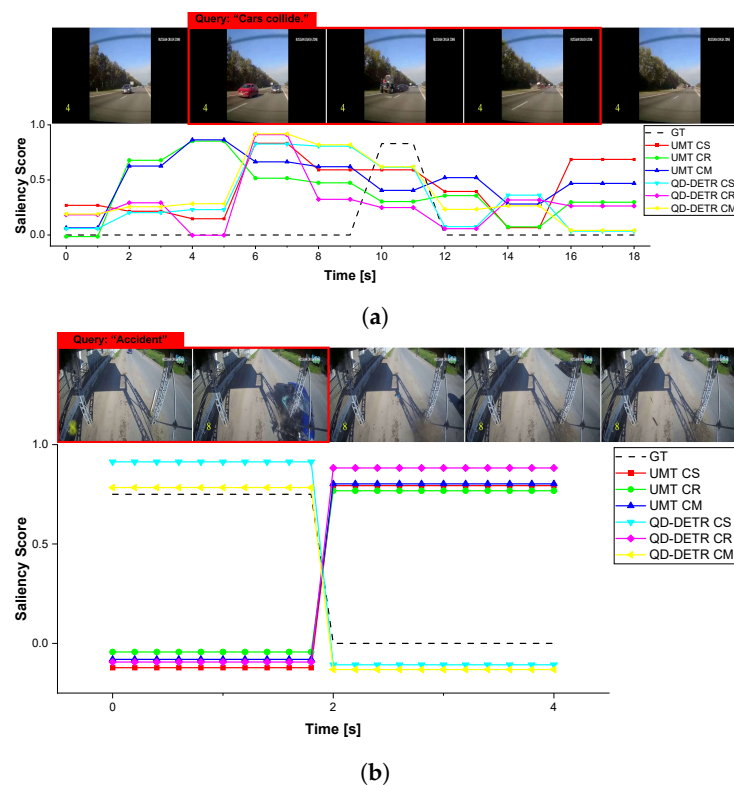 Query: "Cars collide."
4
4
4
4
4
1.0
0.5
0.0
Saliency Score
0
2
4
6
8
10
12
14
16
18
Time [s]
GT
UMT CS
UMT CR
UMT CM
QD-DETR CS
QD-DETR CR
QD-DETR CM
(a)
Query: "Accident"
8
8
8
8
8
1.0
0.5
0.0
Saliency Score
0
2
4
Time [s]
GT
UMT CS
UMT CR
UMT CM
QD-DETR CS
QD-DETR CR
QD-DETR CM
(b)